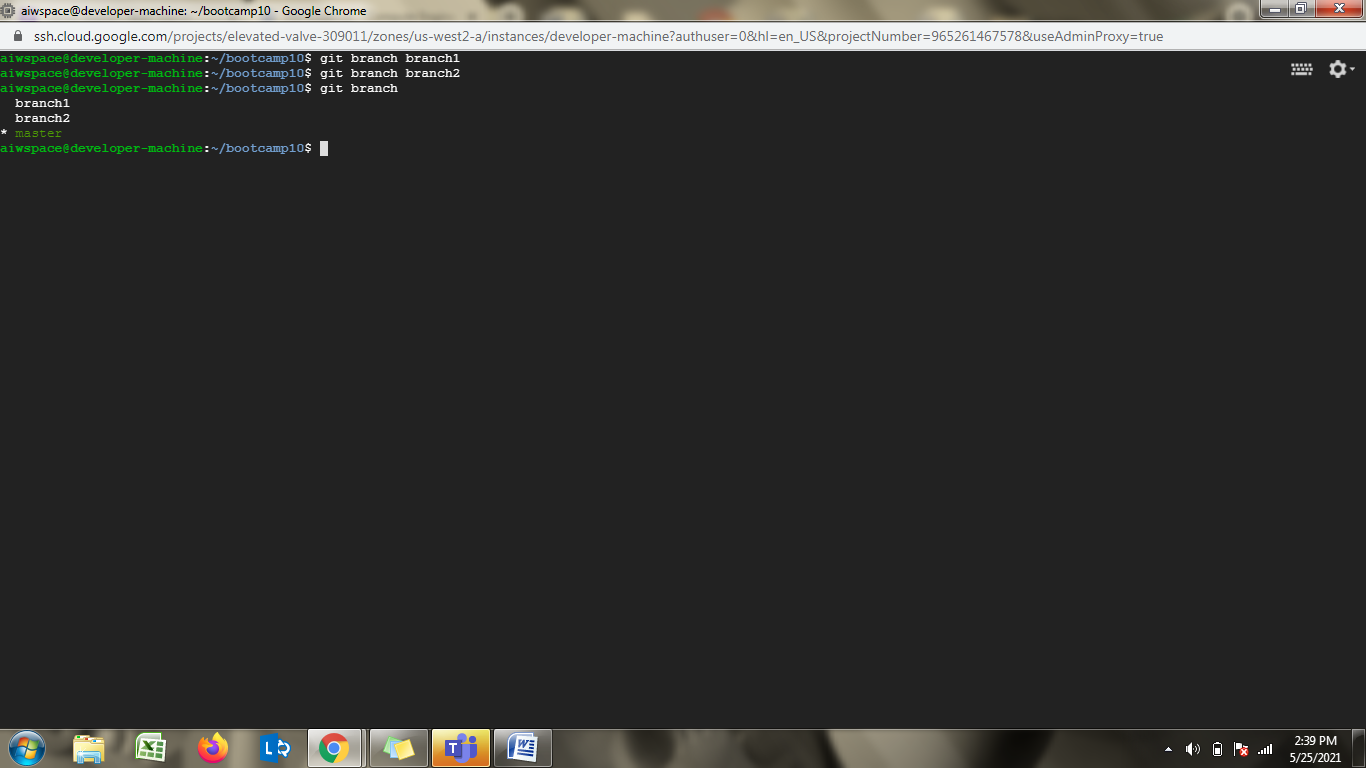 aiwspace@developer-machine: ~/bootcamp10 - Google Chrome
ssh.cloud.google.com/projects/elevated-valve-309011/zones/us-west2-a/instances/developer-machine?authuser=0&hl=en_US&projectNumber=965261467578&useAdminProxy=true
aiwspace@developer-machine:~/bootcamp10$ git branch branch1
aiwspace@developer-machine:~/bootcamp10$ git branch branch2
aiwspace@developer-machine:~/bootcamp10$ git branch
  branch1
  branch2
* master
aiwspace@developer-machine:~/bootcamp10$
2:39 PM
5/25/2021